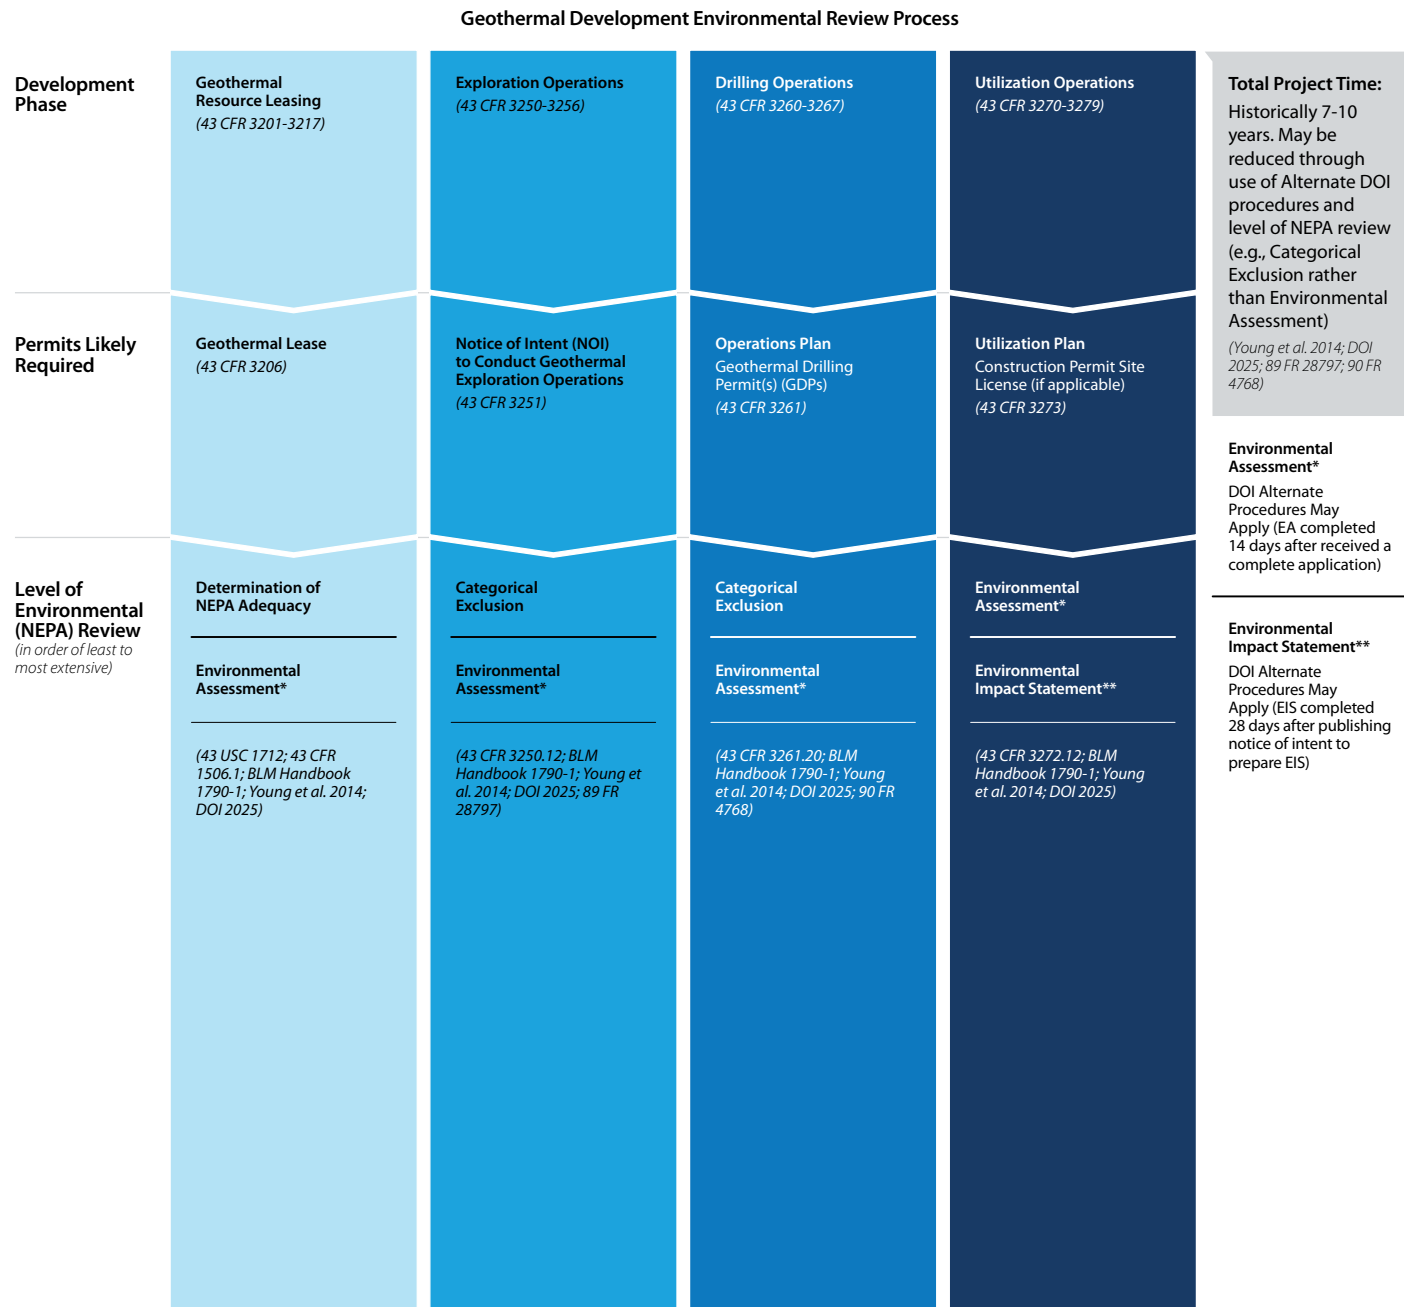 Geothermal Development Environmental Review Process
Development
Phase
Geothermal
Resource Leasing
(43 CFR 3201-3217)
Exploration Operations
(43 CFR 3250-3256)
Drilling Operations
(43 CFR 3260-3267)
Utilization Operations
(43 CFR 3270-3279)
Total Project Time:
Historically 7-10
years. May be
reduced through
use of Alternate DOI
procedures and
level of NEPA review
(e.g., Categorical
Exclusion rather
than Environmental
Assessment)
(Young et al. 2014; DOI
2025; 89 FR 28797; 90 FR
4768)
Permits Likely
Required
Geothermal Lease
(43 CFR 3206)
Notice of Intent (NOI)
to Conduct Geothermal
Exploration Operations
(43 CFR 3251)
Operations Plan
Geothermal Drilling
Permit(s) (GDPs)
(43 CFR 3261)
Utilization Plan
Construction Permit Site
License (if applicable)
(43 CFR 3273)
Level of
Environmental
(NEPA) Review
(in order of least to
most extensive)
Determination of
NEPA Adequacy
Environmental
Assessment*
(43 USC 1712; 43 CFR
1506.1; BLM Handbook
1790-1; Young et al. 2014;
DOI 2025)
Categorical
Exclusion
Environmental
Assessment*
(43 CFR 3250.12; BLM
Handbook 1790-1; Young et
al. 2014; DOI 2025; 89 FR
28797)
Categorical
Exclusion
Environmental
Assessment*
(43 CFR 3261.20; BLM
Handbook 1790-1; Young
et al. 2014; DOI 2025; 90 FR
4768)
Environmental
Assessment*
Environmental
Impact Statement**
(43 CFR 3272.12; BLM
Handbook 1790-1; Young
et al. 2014; DOI 2025)
Environmental
Assessment*
DOI Alternate
Procedures May
Apply (EA completed
14 days after received a
complete application)
Environmental
Impact Statement**
DOI Alternate
Procedures May
Apply (EIS completed
28 days after publishing
notice of intent to
prepare EIS)